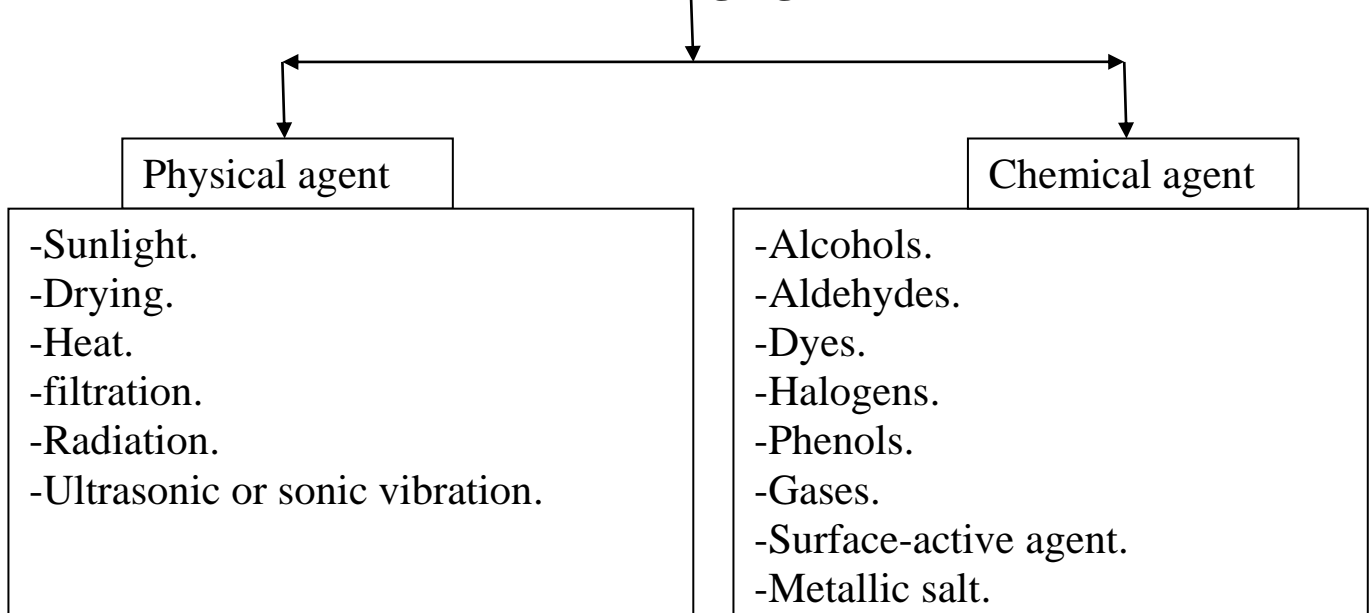 Physical agent
Chemical agent
-Sunlight.
-Drying.
-Heat.
-filtration.
-Radiation.
-Ultrasonic or sonic vibration.
-Alcohols.
-Aldehydes.
-Dyes.
-Halogens.
-Phenols.
-Gases.
-Surface-active agent.
-Metallic salt.